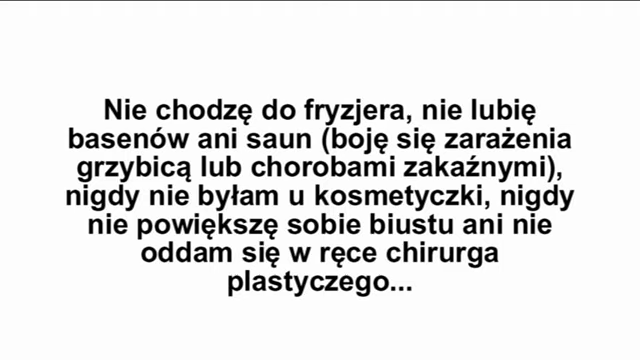 Nie chodzę do fryzjera, nie lubię
basenów ani saun (boję się zarażenia
grzybicą lub chorobami zakaźnymi),
nigdy nie byłam u kosmetyczki, nigdy
nie powiększę sobie biustu ani nie
oddam się w ręce chirurga
plastyczego...